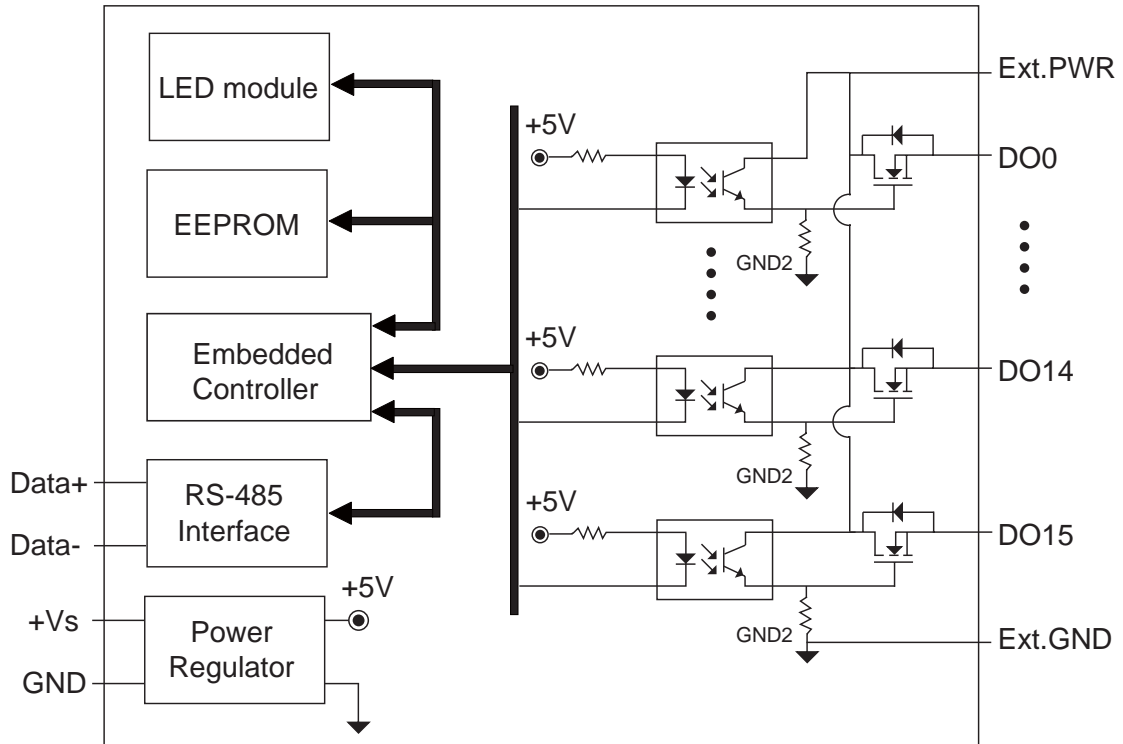 LED module
EEPROM
Embedded
Controller
RS-485
Interface
Power
Regulator
Data+
Data-
+Vs
GND
+5V
+5V
GND2
+5V
GND2
+5V
GND2
Ext.PWR
DO0
DO14
DO15
Ext.GND